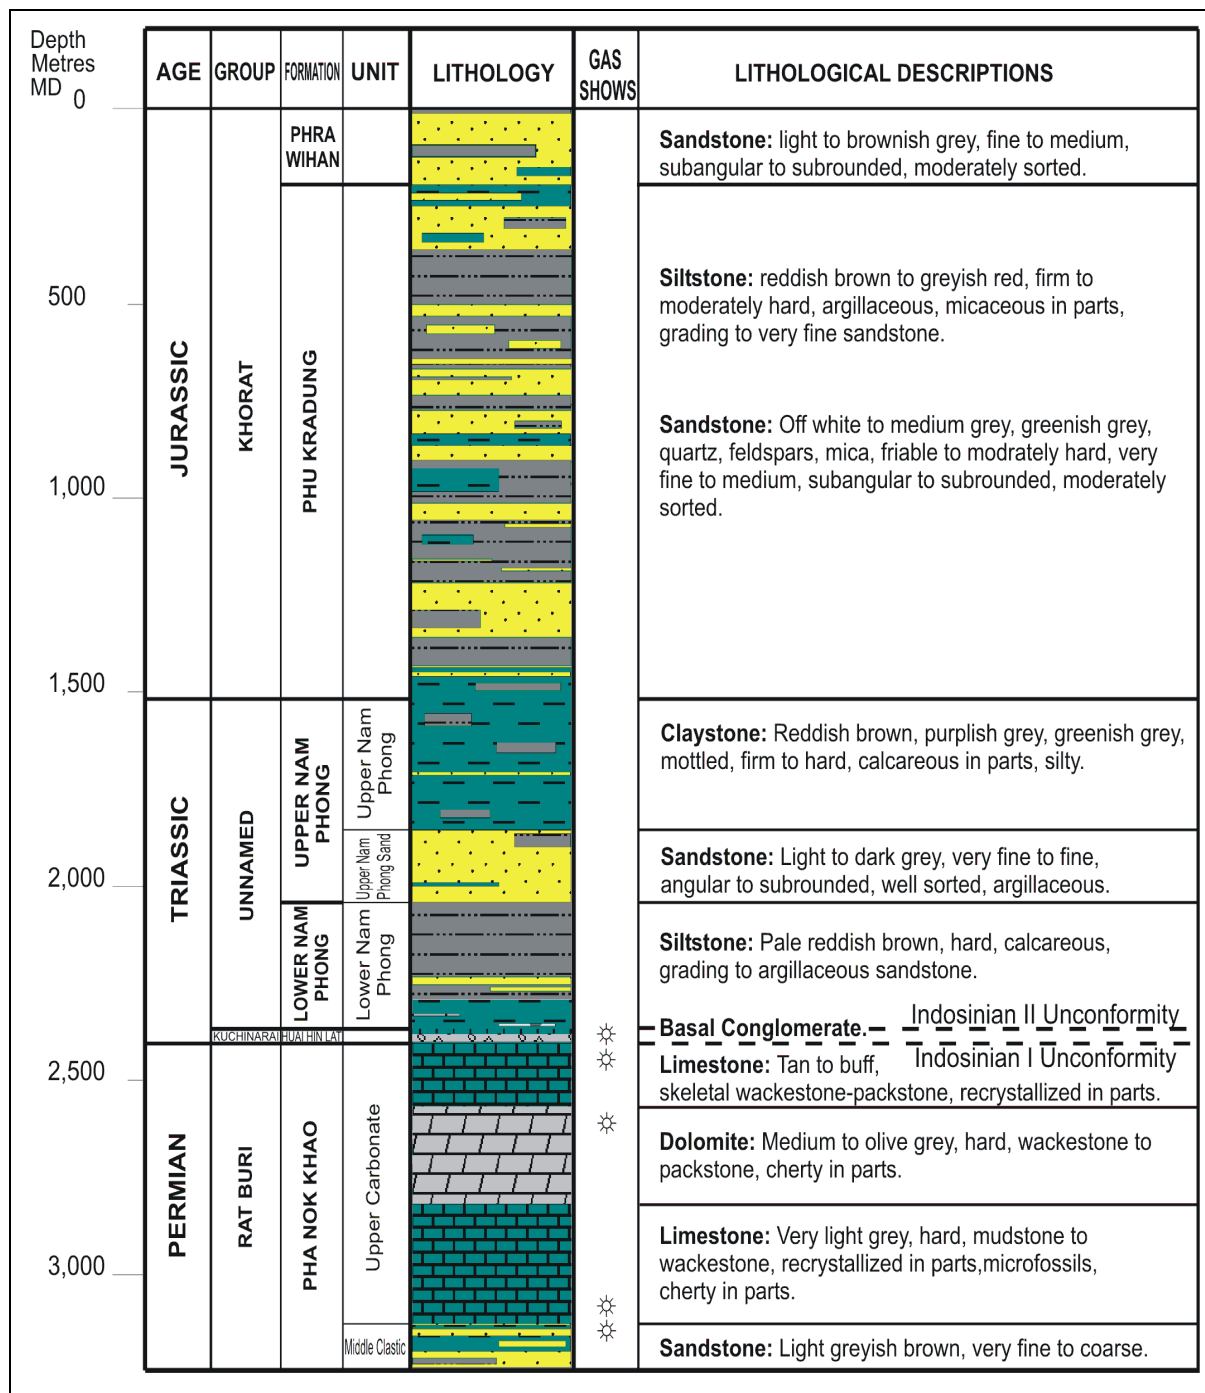 Depth
Metres
MD
0
AGE GROUP FORMATION UNIT LITHOLOGY GAS SHOWS LITHOLOGICAL DESCRIPTIONS
500
1,000
1,500
2,000
2,500
3,000
JURASSIC
TRIASSIC
PERMIAN
KHORAT
UNNAMED
KUCHINARAI
RAT BURI
PHRA
WIHAN
PHU KRADUNG
UPPER NAM
PHONG
LOWER NAM
PHONG
HUAI HIN LAT
PHA NOK KHAO
Upper Nam
Phong
Upper Nam
Phong Sand
Lower Nam
Phong
Upper Carbonate
Middle Clastic
Sandstone: light to brownish grey, fine to medium,
subangular to subrounded, moderately sorted.
Siltstone: reddish brown to greyish red, firm to
moderately hard, argillaceous, micaceous in parts,
grading to very fine sandstone.
Sandstone: Off white to medium grey, greenish grey,
quartz, feldspars, mica, friable to modrately hard, very
fine to medium, subangular to subrounded, moderately
sorted.
Claystone: Reddish brown, purplish grey, greenish grey,
mottled, firm to hard, calcareous in parts, silty.
Sandstone: Light to dark grey, very fine to fine,
angular to subrounded, well sorted, argillaceous.
Siltstone: Pale reddish brown, hard, calcareous,
grading to argillaceous sandstone.
Indosinian II Unconformity
Basal Conglomerate.
Indosinian I Unconformity
Limestone: Tan to buff,
skeletal wackestone-packstone, recrystallized in parts.
Dolomite: Medium to olive grey, hard, wackestone to
packstone, cherty in parts.
Limestone: Very light grey, hard, mudstone to
wackestone, recrystallized in parts,microfossils,
cherty in parts.
Sandstone: Light greyish brown, very fine to coarse.